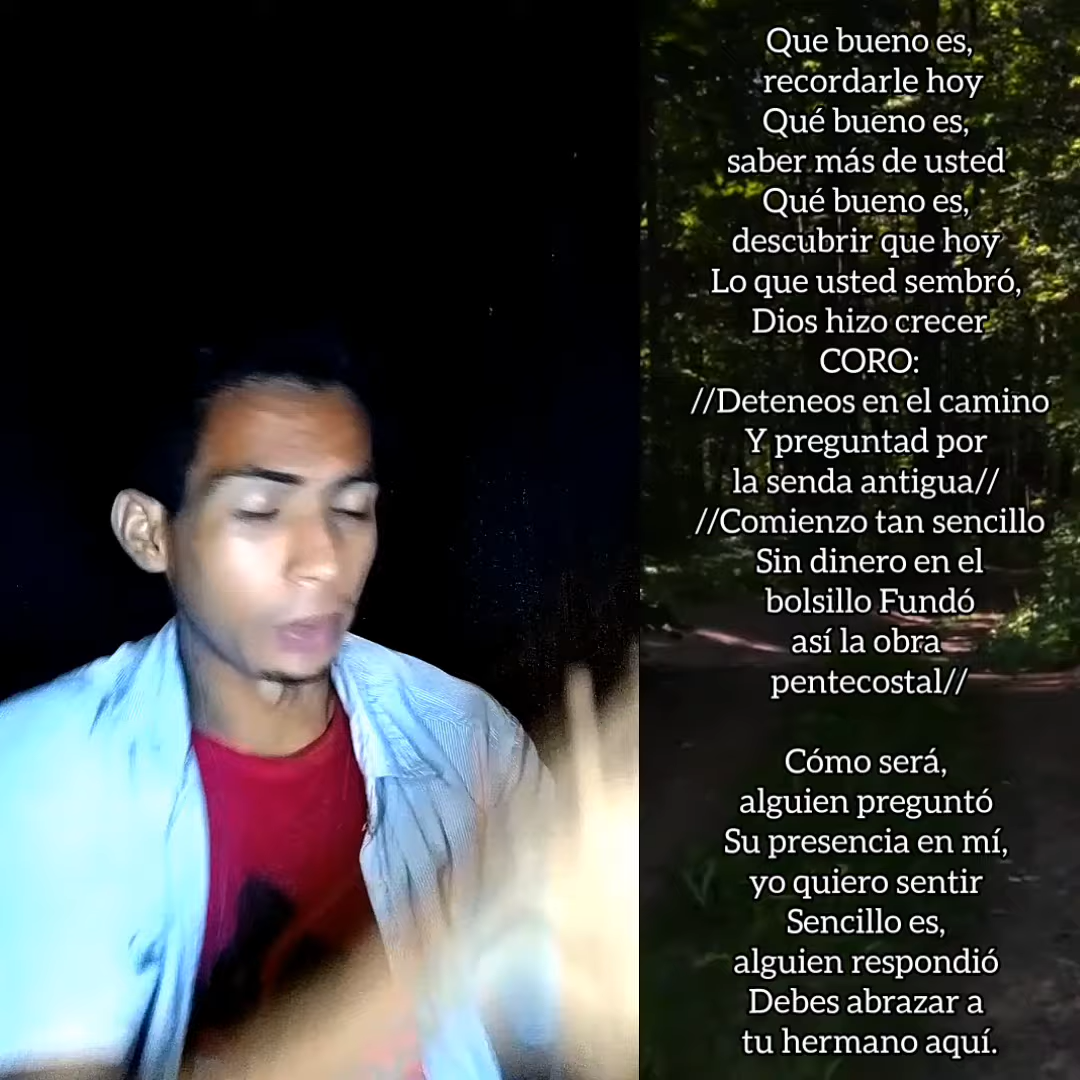 Que bueno es,
recordarle hoy
Qué bueno es,
saber más de usted
Qué bueno es,
descubrir que hoy
Lo que usted sembró,
Dios hizo crecer
CORO:
//Deteneos en el camino
Y preguntad por
la senda antigua//
//Comienzo tan sencillo
Sin dinero en el
bolsillo Fundó
así la obra
pentecostal//
Cómo será,
alguien preguntó
Su presencia en mí,
yo quiero sentir
Sencillo es,
alguien respondió
Debes abrazar a
tu hermano aquí.